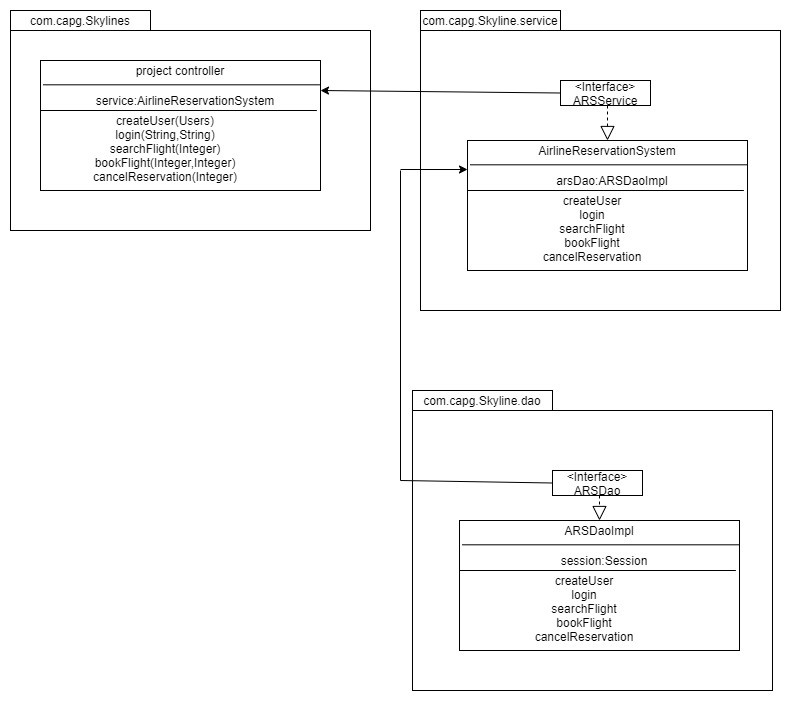 com.capg.Skylines
project controller
service:AirlineReservationSystem
createUser(Users)
login(String,String)
searchFlight(Integer)
bookFlight(Integer,Integer)
cancelReservation(Integer)
com.capg.Skyline.service
<Interface>
ARSService
AirlineReservationSystem
arsDao:ARSDaoImpl
createUser
login
searchFlight
bookFlight
cancelReservation
com.capg.Skyline.dao
<Interface>
ARSDao
ARSDaoImpl
session:Session
createUser
login
searchFlight
bookFlight
cancelReservation